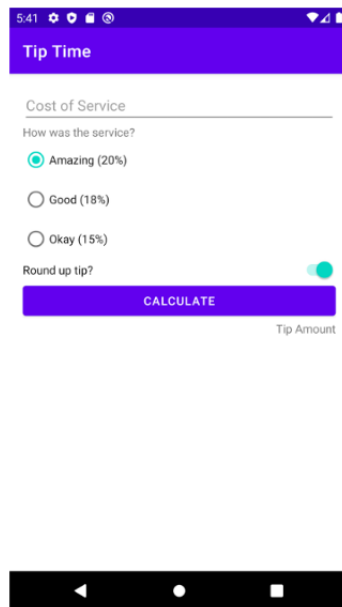 5:41
Tip Time
Cost of Service
How was the service?
Amazing (20%)
Good (18%)
Okay (15%)
Round up tip?
CALCULATE
Tip Amount